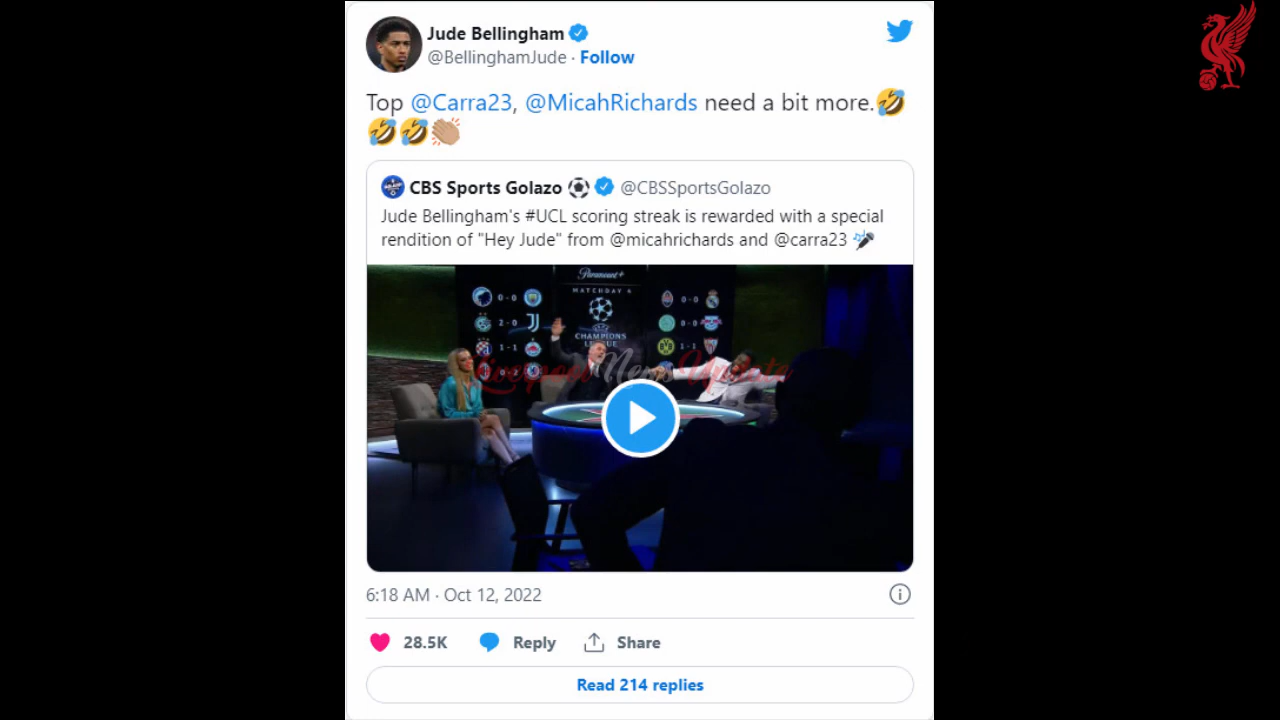 Jude Bellingham
@BellinghamJude · Follow
Top @Carra23, @MicahRichards need a bit more.🤣
🤣🤣👏🏼
CBS Sports Golazo ⚽ @CBSSportsGolazo
Jude Bellingham's #UCL scoring streak is rewarded with a special
rendition of "Hey Jude" from @micahrichards and @carra23 🎤
Paramount+
MATCHDAY 4
0-0
0-0
2-0
0-0
CHAMPIONS
LEAGUE
1-1
1-1
Liverpool News Update
6:18 AM · Oct 12, 2022
28.5K Reply Share
Read 214 replies